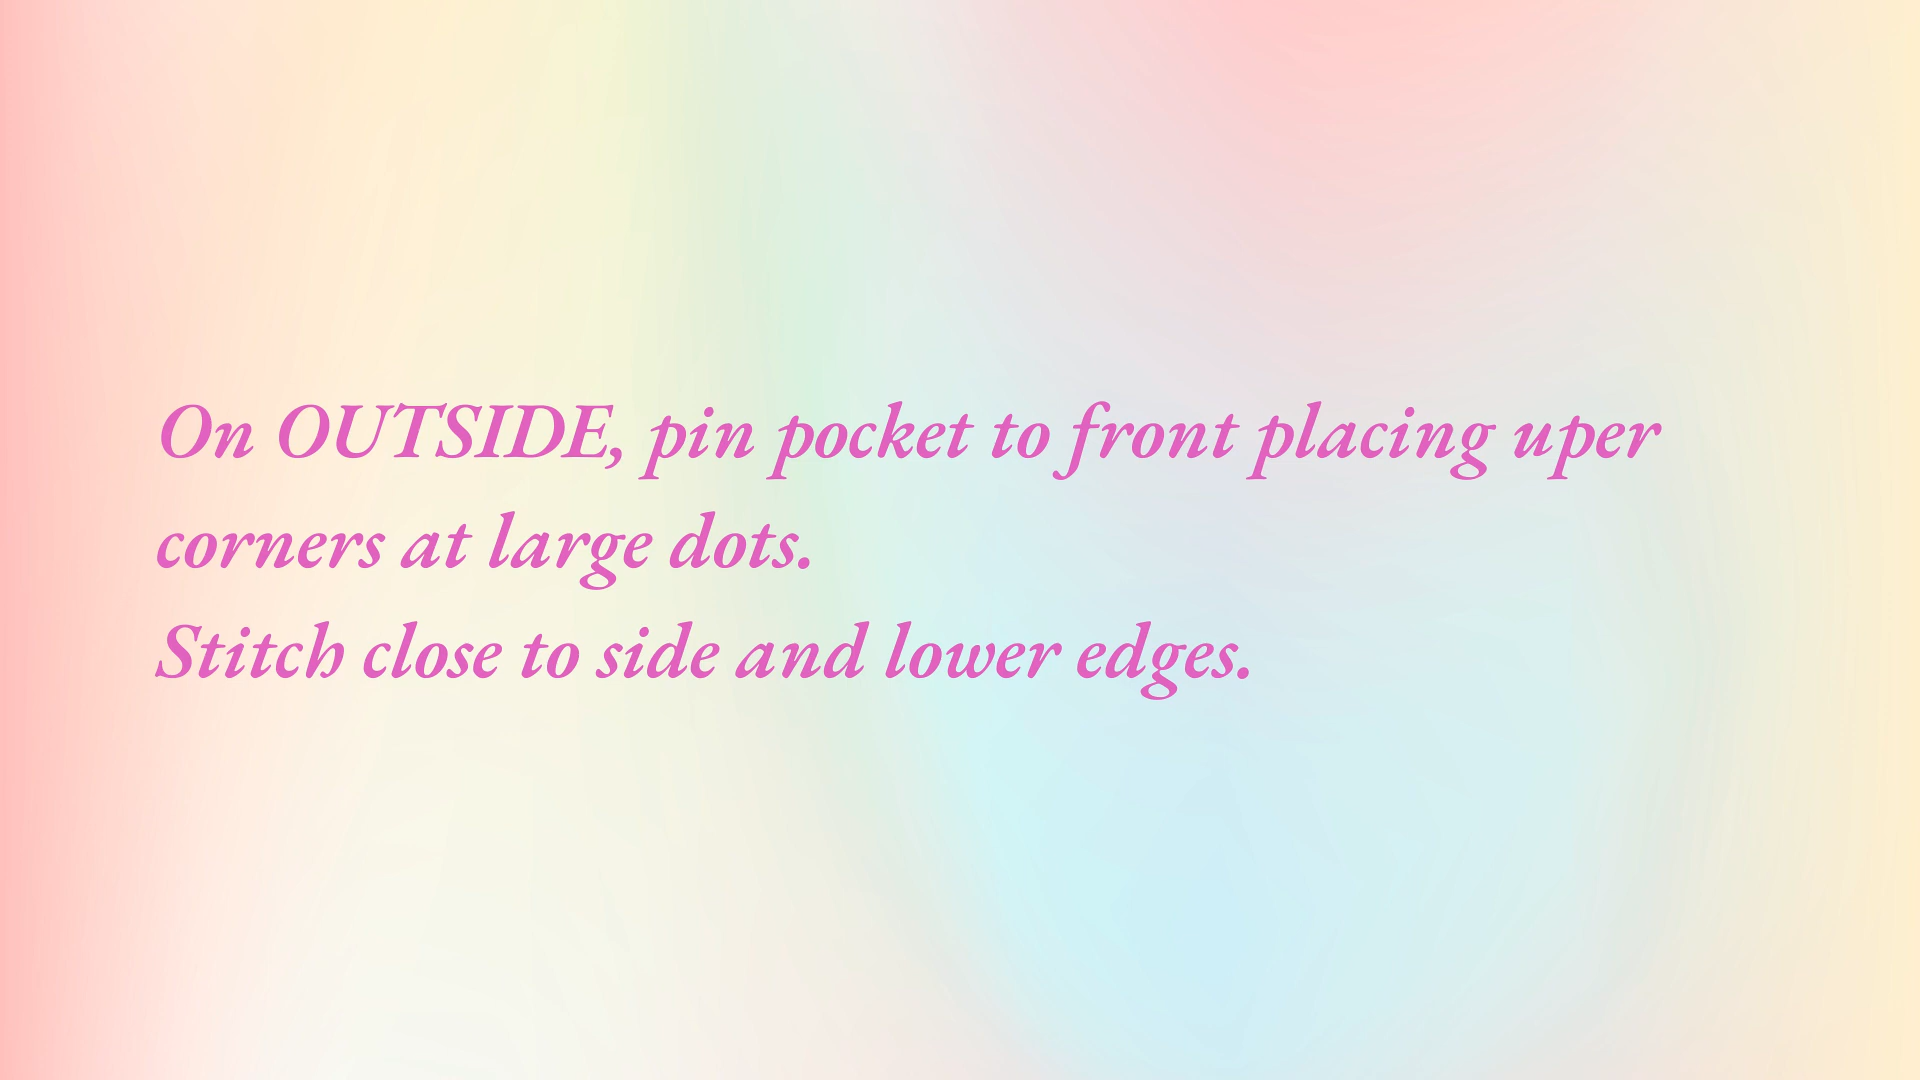 On OUTSIDE, pin pocket to front placing uper
corners at large dots.
Stitch close to side and lower edges.